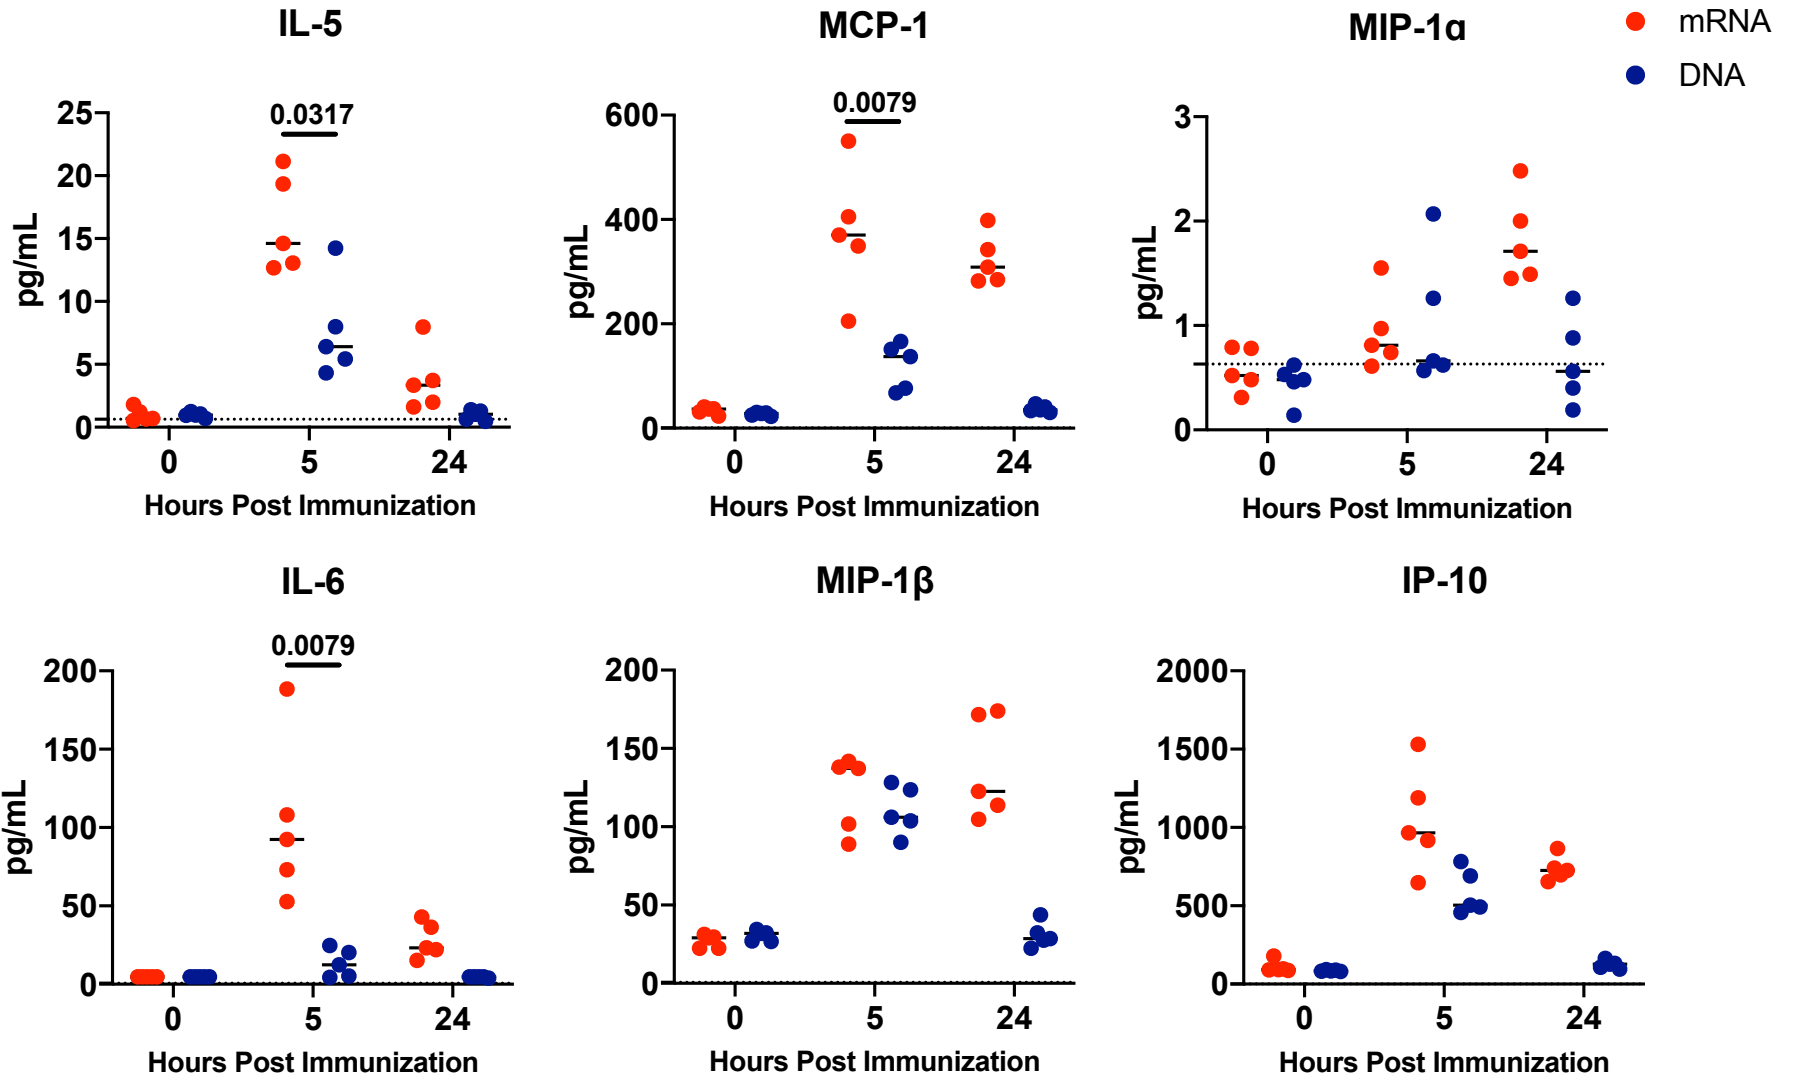 IL-5
0.0317
25
20
15
10
5
0
pg/mL
0 5 24
Hours Post Immunization
MCP-1
0.0079
600
400
200
0
pg/mL
0 5 24
Hours Post Immunization
MIP-1α
3
2
1
0
pg/mL
0 5 24
Hours Post Immunization
mRNA
DNA
IL-6
0.0079
200
150
100
50
0
pg/mL
0 5 24
Hours Post Immunization
MIP-1β
200
150
100
50
0
pg/mL
0 5 24
Hours Post Immunization
IP-10
2000
1500
1000
500
0
pg/mL
0 5 24
Hours Post Immunization